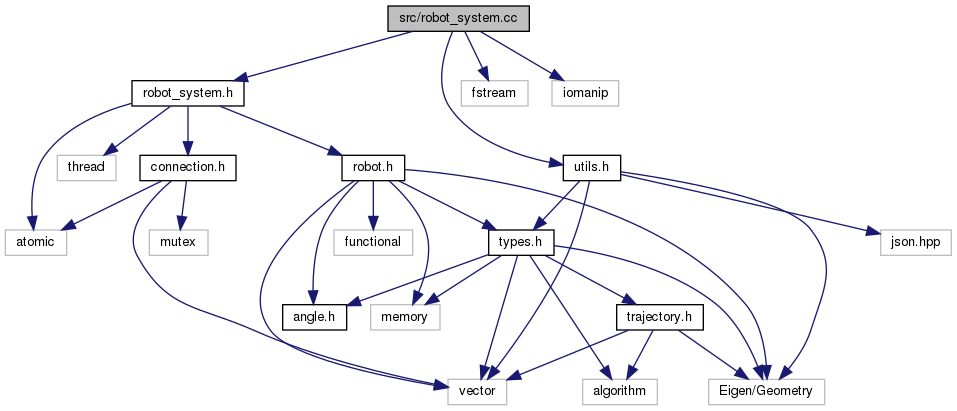 src/robot_system.cc
robot_system.h
fstream
iomanip
thread
connection.h
robot.h
utils.h
atomic
mutex
functional
types.h
json.hpp
angle.h
memory
trajectory.h
vector
algorithm
Eigen/Geometry